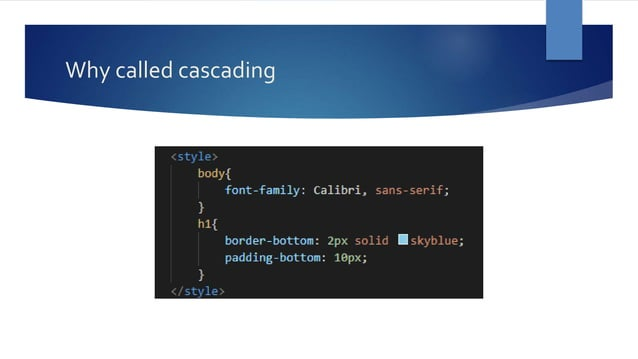 Why called cascading
<style>
body{
font-family: Calibri, sans-serif;
}
h1{
border-bottom: 2px solid skyblue;
padding-bottom: 10px;
}
</style>